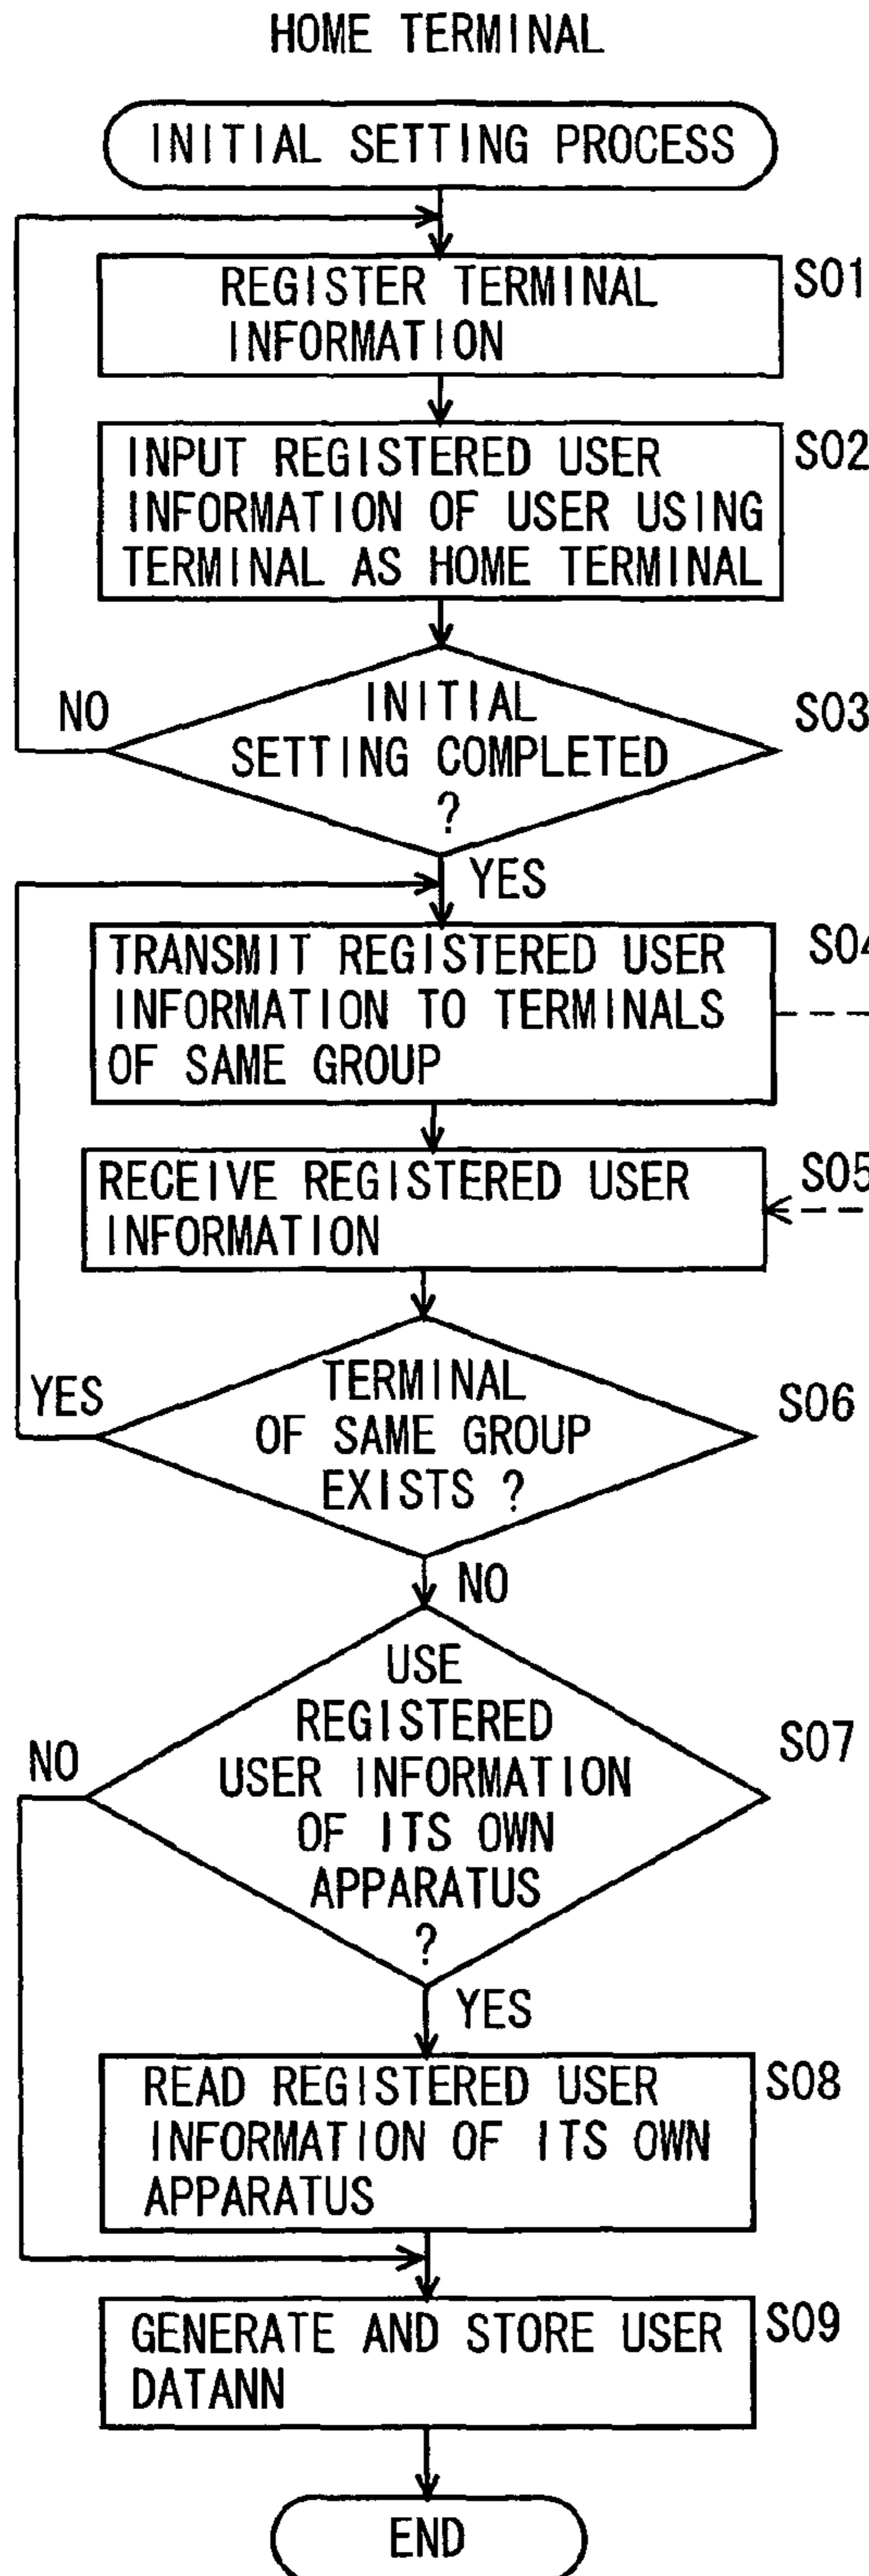 HOME TERMINAL
INITIAL SETTING PROCESS
REGISTER TERMINAL
INFORMATION
S01
INPUT REGISTERED USER
INFORMATION OF USER USING
TERMINAL AS HOME TERMINAL
S02
INITIAL
SETTING COMPLETED
?
S03
NO
YES
TRANSMIT REGISTERED USER
INFORMATION TO TERMINALS
OF SAME GROUP
S04
RECEIVE REGISTERED USER
INFORMATION
S05
TERMINAL
OF SAME GROUP
EXISTS ?
S06
YES
NO
USE
REGISTERED
USER INFORMATION
OF ITS OWN
APPARATUS
?
S07
NO
YES
READ REGISTERED USER
INFORMATION OF ITS OWN
APPARATUS
S08
GENERATE AND STORE USER
DATANN
S09
END